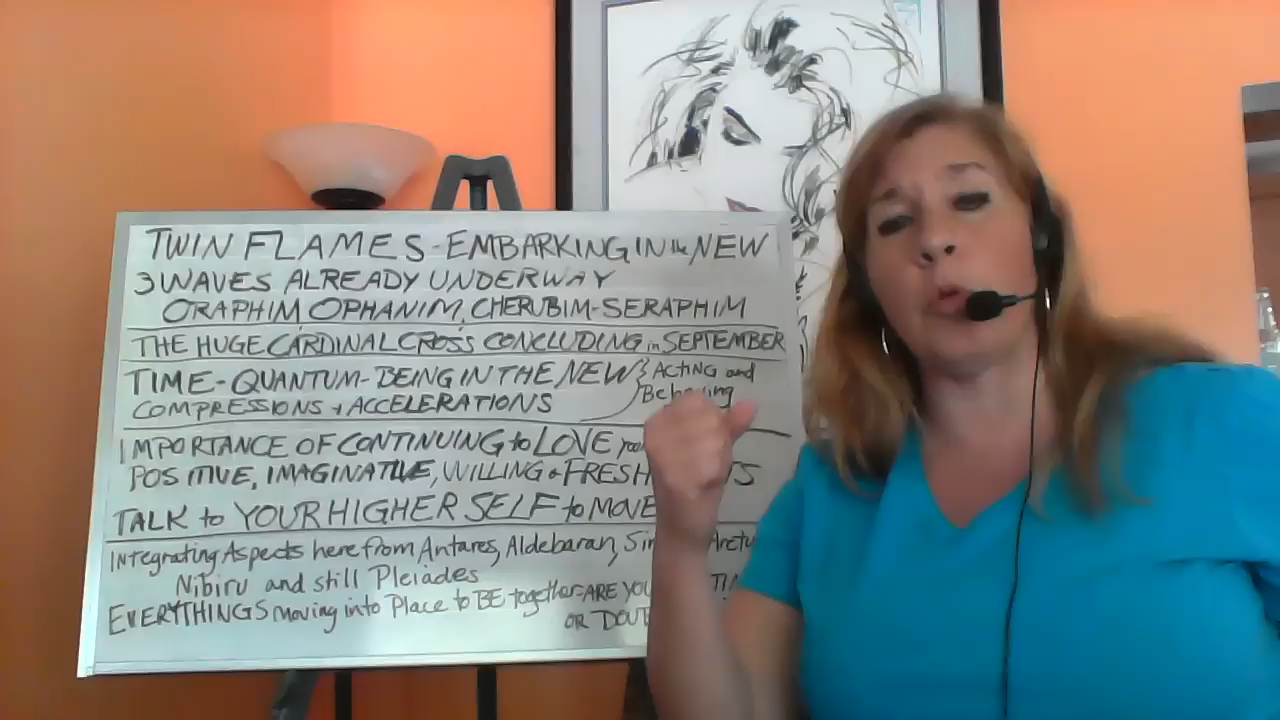 TWIN FLAMES - EMBARKING IN the NEW
3 WAVES ALREADY UNDERWAY
ORAPHIM, OPHANIM, CHERUBIM-SERAPHIM
THE HUGE CARDINAL CROSS CONCLUDING in SEPTEMBER
TIME - QUANTUM - BEING IN THE NEW } ACTING and
COMPRESSIONS + ACCELERATIONS Behaving
IMPORTANCE OF CONTINUING to LOVE
POSITIVE, IMAGINATIVE, WILLING & FRESH
TALK to YOUR HIGHER SELF to MOVE
Integrating Aspects here from Antares, Aldebaran,
Nibiru and still Pleiades
EVERYTHINGS moving into Place to BE together - ARE
OR